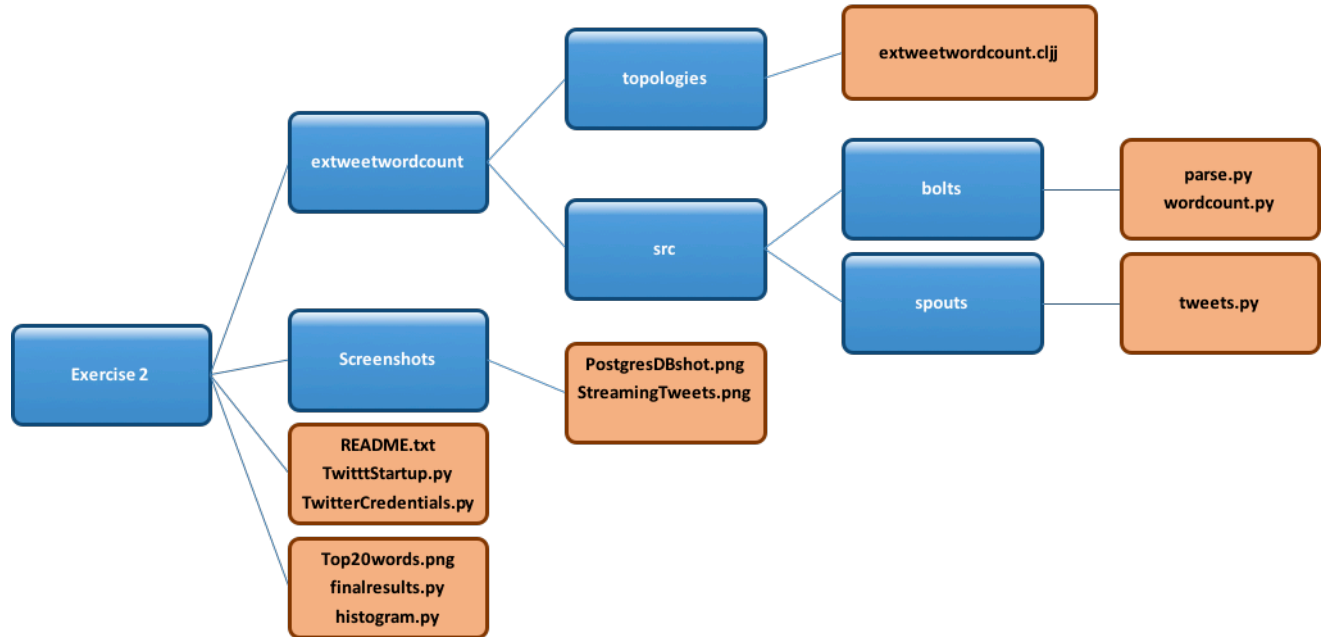 extweetwordcount.cljj
topologies
extweetwordcount
bolts
parse.py
wordcount.py
src
spouts
tweets.py
Exercise 2
Screenshots
PostgresDBshot.png
StreamingTweets.png
README.txt
TwitttStartup.py
TwitterCredentials.py
Top20words.png
finalresults.py
histogram.py